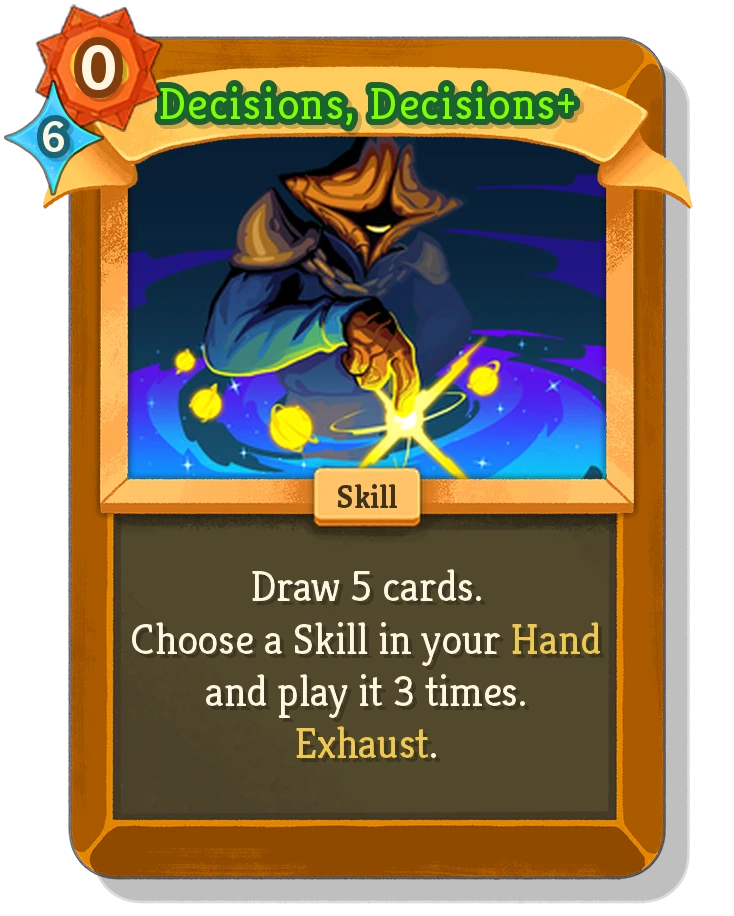 0
Decisions, Decisions+
6
Skill
Draw 5 cards.
Choose a Skill in your Hand
and play it 3 times.
Exhaust.